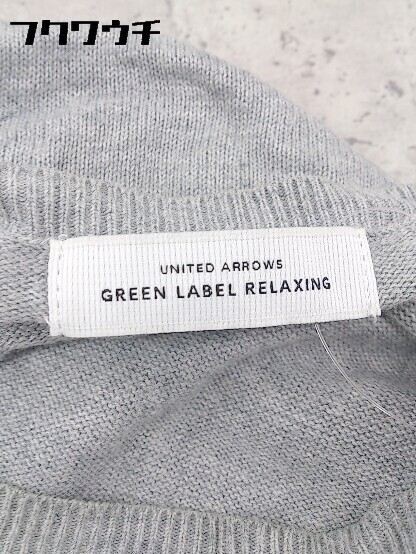 フクワウチ
UNITED ARROWS
GREEN LABEL RELAXING